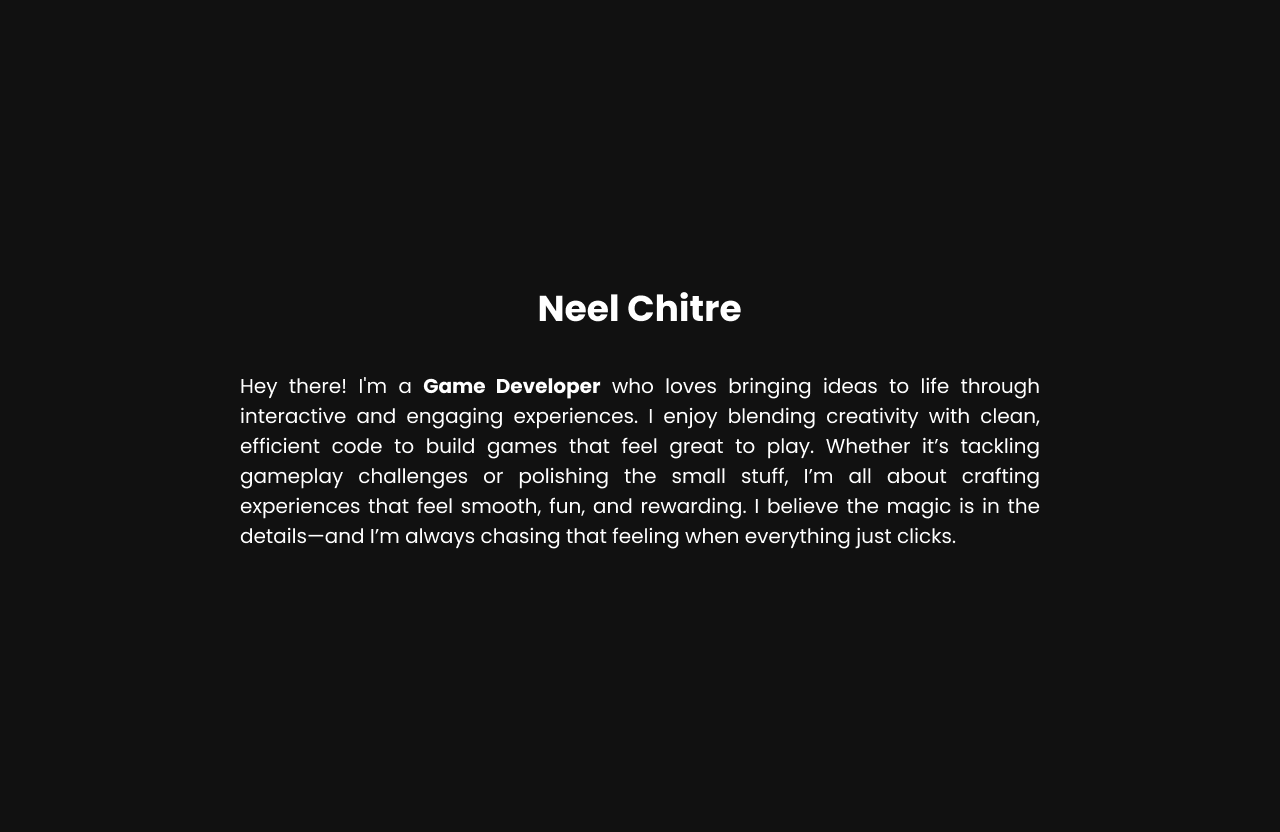 Neel Chitre
Hey there! I'm a Game Developer who loves bringing ideas to life through
interactive and engaging experiences. I enjoy blending creativity with clean,
efficient code to build games that feel great to play. Whether it’s tackling
gameplay challenges or polishing the small stuff, I’m all about crafting
experiences that feel smooth, fun, and rewarding. I believe the magic is in the
details—and I’m always chasing that feeling when everything just clicks.